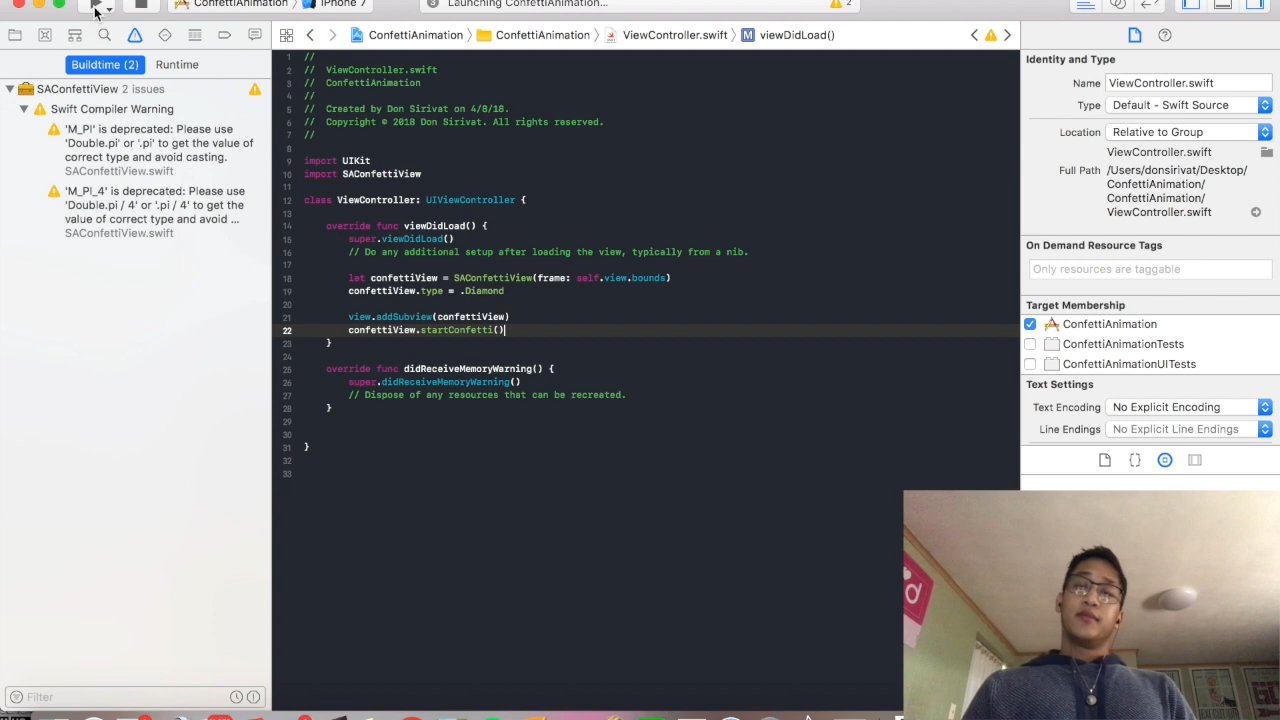 ConfettiAnimation
iPhone 7
3
Launching ConfettiAnimation...
2
Buildtime (2)
Runtime
SAConfettiView 2 issues
Swift Compiler Warning
'M_PI' is deprecated: Please use
'Double.pi' or '.pi' to get the value of
correct type and avoid casting.
SAConfettiView.swift
'M_PI_4' is deprecated: Please use
'Double.pi / 4' or '.pi / 4' to get the
value of correct type and avoid ...
SAConfettiView.swift
Filter
ConfettiAnimation
ConfettiAnimation
ViewController.swift
M
viewDidLoad()
1 //
2 // ViewController.swift
3 // ConfettiAnimation
4 //
5 // Created by Don Sirivat on 4/8/18.
6 // Copyright © 2018 Don Sirivat. All rights reserved.
7 //
8
9 import UIKit
10 import SAConfettiView
11
12 class ViewController: UIViewController {
13
14 override func viewDidLoad() {
15 super.viewDidLoad()
16 // Do any additional setup after loading the view, typically from a nib.
17
18 let confettiView = SAConfettiView(frame: self.view.bounds)
19 confettiView.type = .Diamond
20
21 view.addSubview(confettiView)
22 confettiView.startConfetti()
23 }
24
25 override func didReceiveMemoryWarning() {
26 super.didReceiveMemoryWarning()
27 // Dispose of any resources that can be recreated.
28 }
29
30
31 }
32
33
Identity and Type
Name ViewController.swift
Type Default - Swift Source
Location Relative to Group
ViewController.swift
Full Path /Users/donsirivat/Desktop/
ConfettiAnimation/
ConfettiAnimation/
ViewController.swift
On Demand Resource Tags
Only resources are taggable
Target Membership
ConfettiAnimation
ConfettiAnimationTests
ConfettiAnimationUITests
Text Settings
Text Encoding No Explicit Encoding
Line Endings No Explicit Line Endings
d